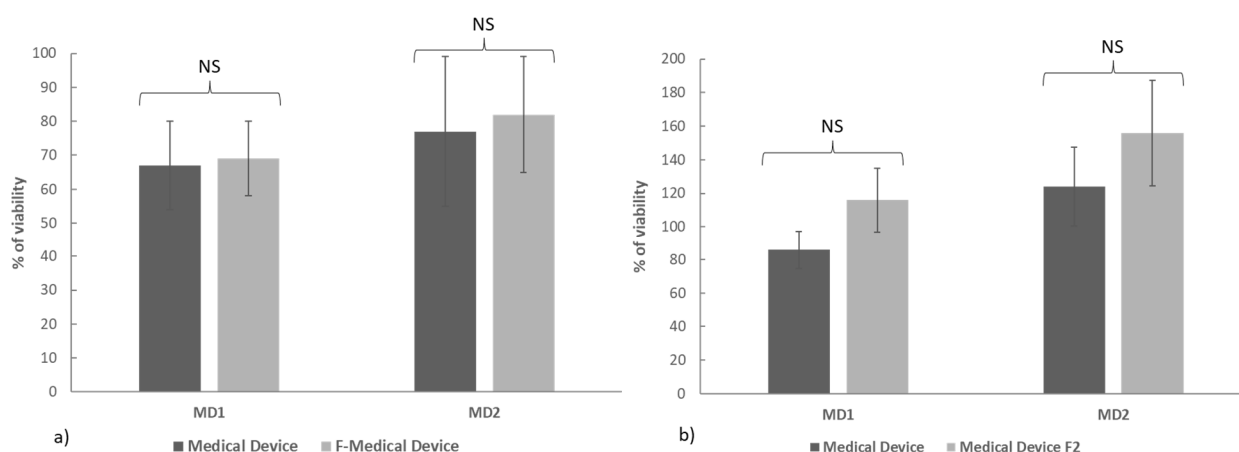 NS
NS
100
90
80
70
60
50
40
30
20
10
0
% of viability
MD1 MD2
a)
Medical Device F-Medical Device
NS
NS
200
180
160
140
120
100
80
60
40
20
0
% of viability
MD1 MD2
b)
Medical Device Medical Device F2